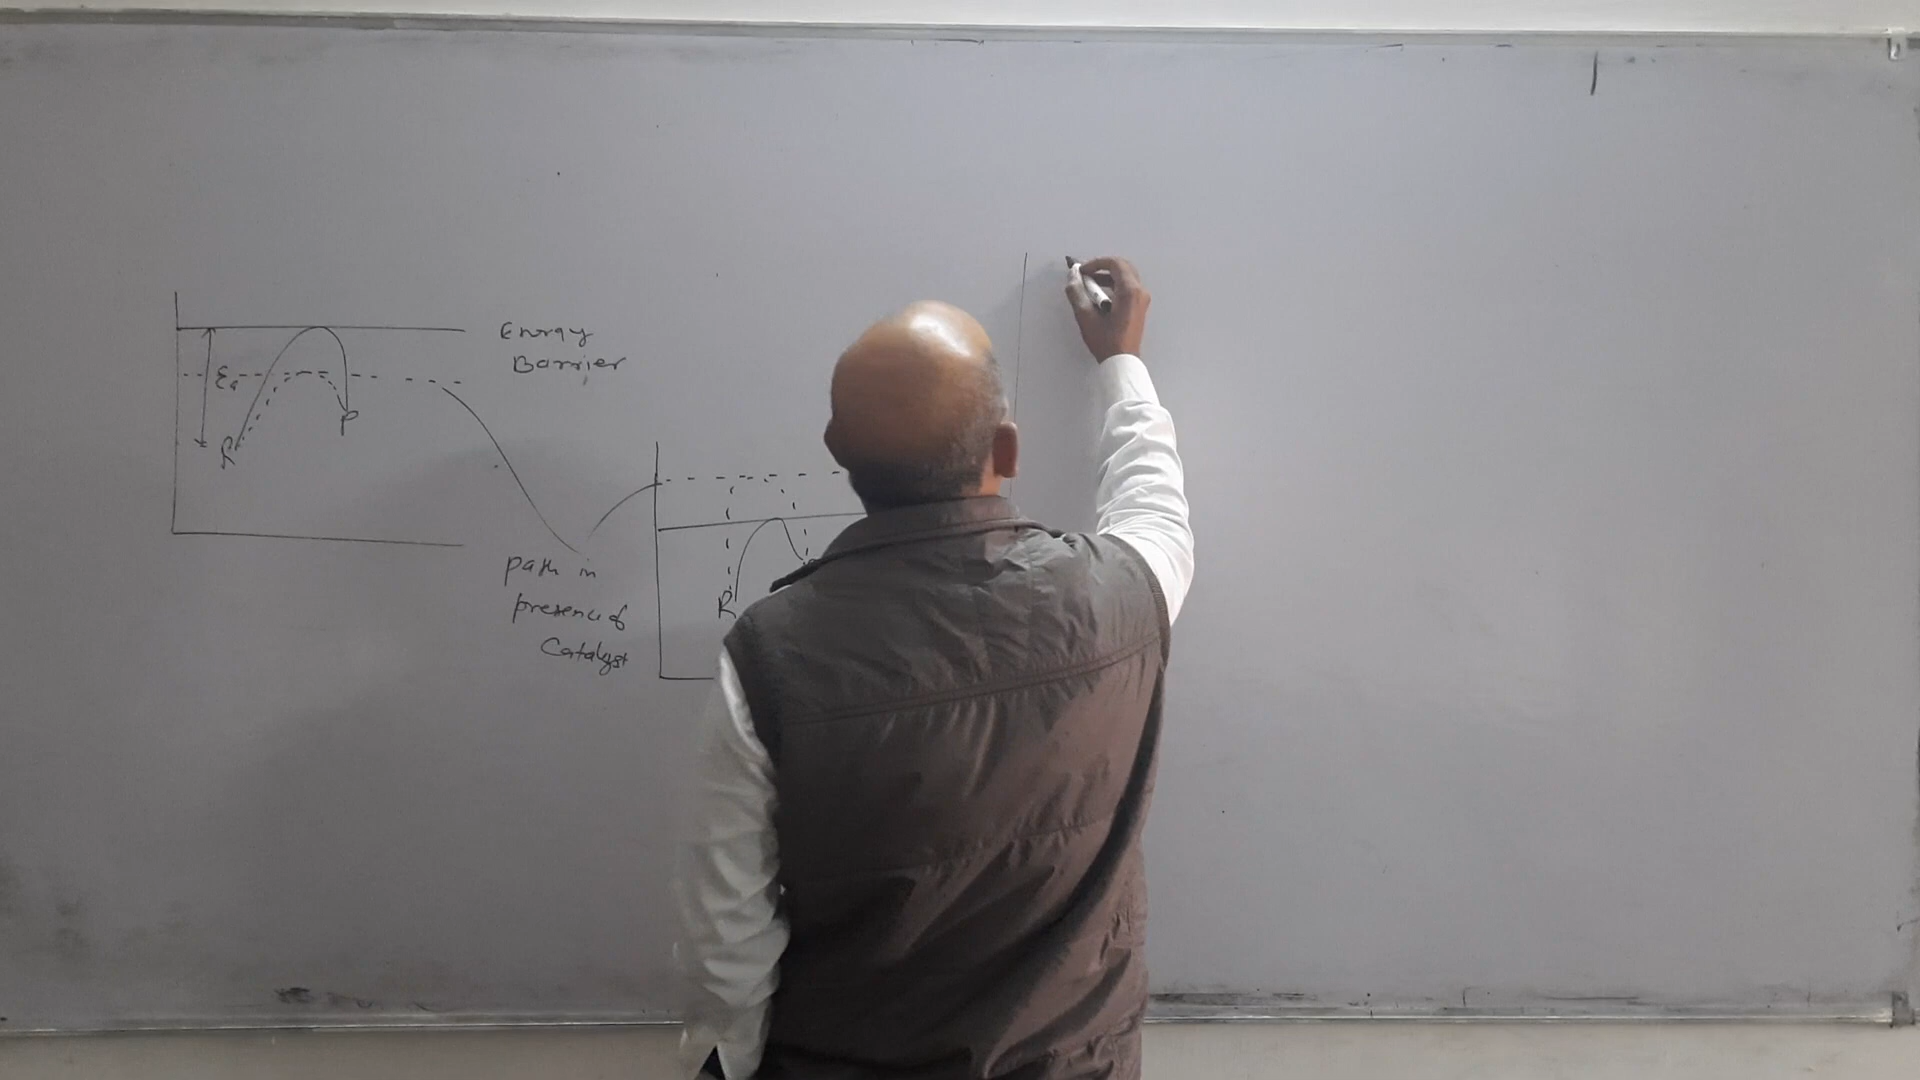 Energy
Barrier
Ea
P
R
path in
presence of
Catalyst
R